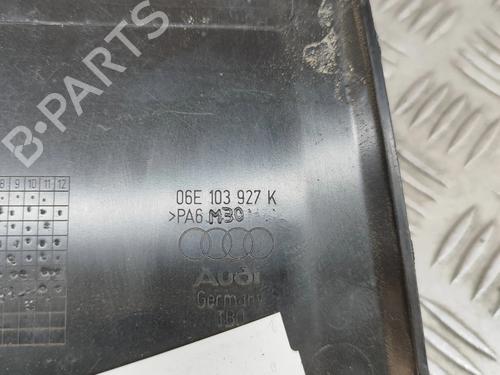 B-PARTS
8 9 10 11 12
06E 103 927 K
>PA6 M30
Audi
Germany